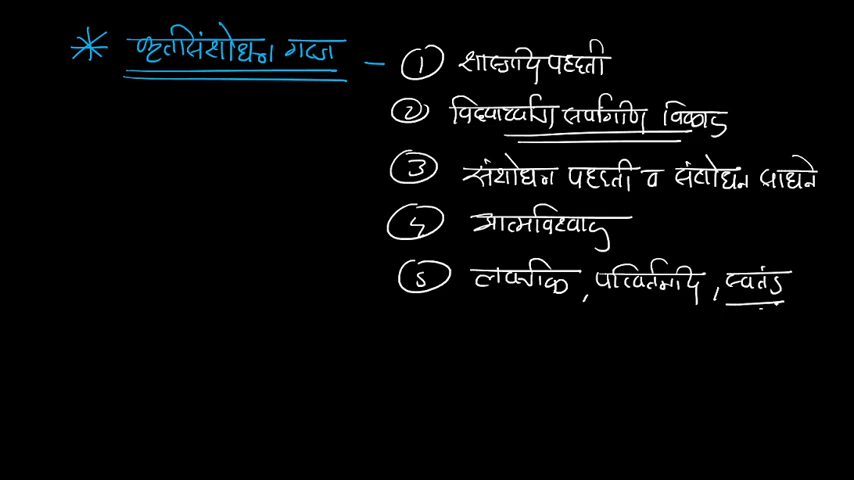 * कृतीसंशोधन गरज -
① शास्त्रीय पद्धती
② विद्यार्थ्यांचा सर्वांगीण विकास
③ संशोधन पद्धती व संशोधन साधने
④ आत्मविश्वास
⑤ लवचीक, परिवर्तनीय, स्वतंत्र